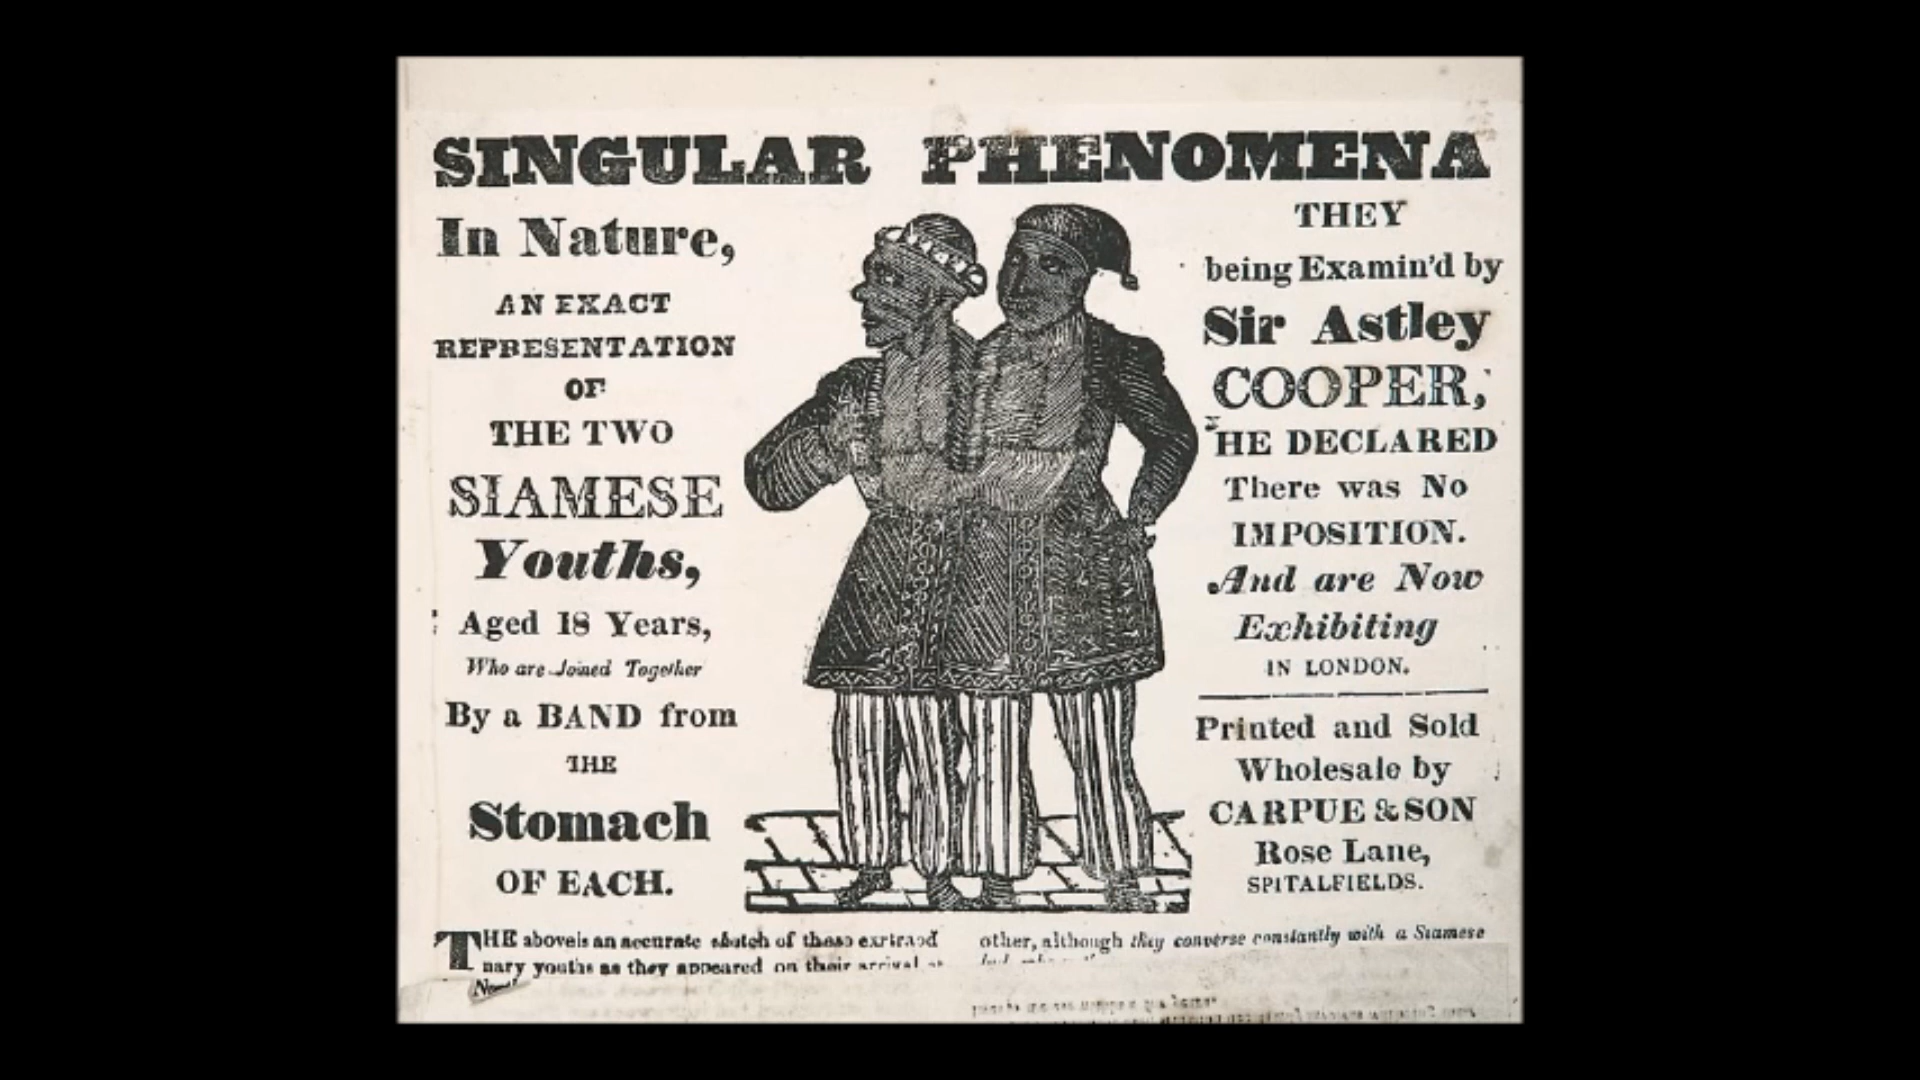 SINGULAR PHENOMENA
In Nature,
AN EXACT
REPRESENTATION
OF
THE TWO
SIAMESE
Youths,
Aged 18 Years,
Who are Joined Together
By a BAND from
THE
Stomach
OF EACH.
THEY
being Examin'd by
Sir Astley
COOPER,
HE DECLARED
There was No
IMPOSITION.
And are Now
Exhibiting
IN LONDON.
Printed and Sold
Wholesale by
CARPUE & SON
Rose Lane,
SPITALFIELDS.
THE aboveis an accurate sketch of these extraod
nary youths as they appeared on their arrival
other, although they converse constantly with a Siamese